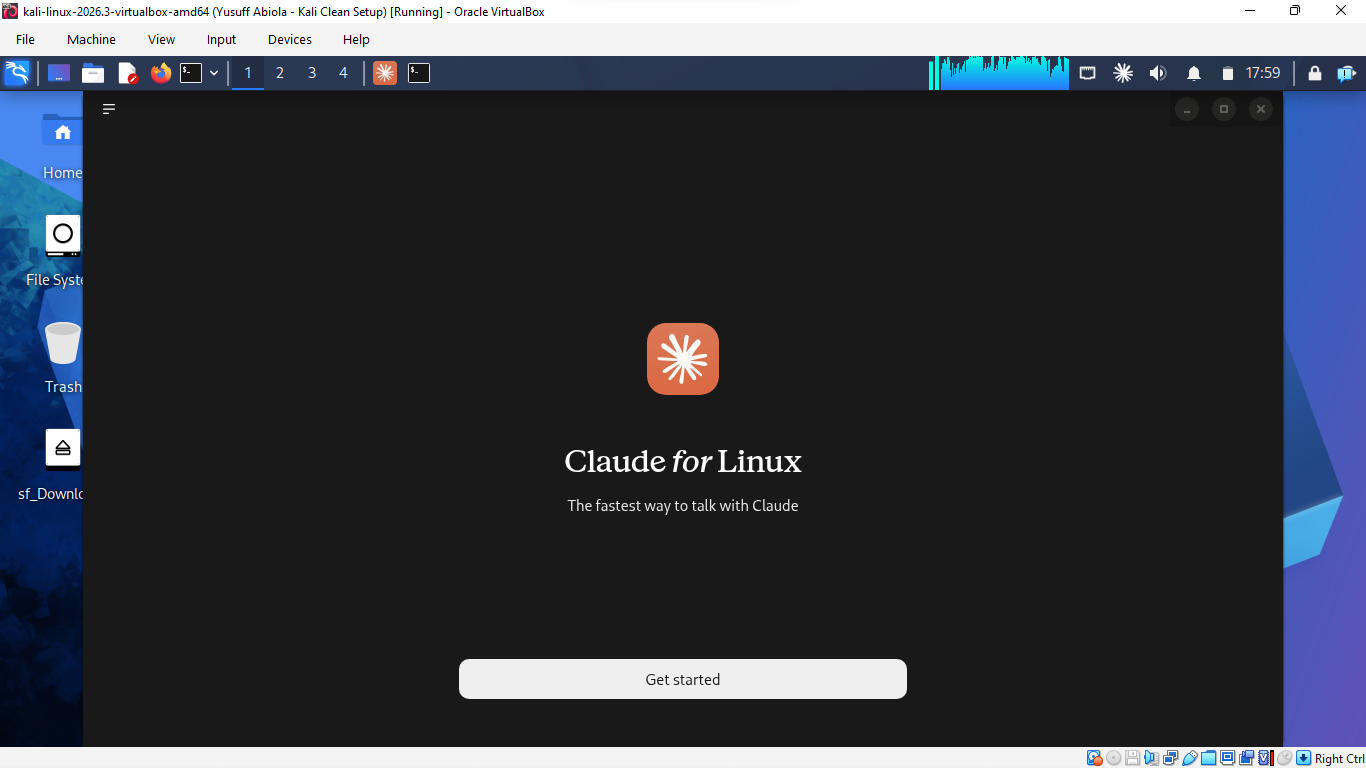 kali-linux-2026.3-virtualbox-amd64 (Yusuff Abiola - Kali Clean Setup) [Running] - Oracle VirtualBox
File Machine View Input Devices Help
1 2 3 4 17:59
Home
File Syste
Trash
sf_Downlo
Claude for Linux
The fastest way to talk with Claude
Get started
Right Ctrl